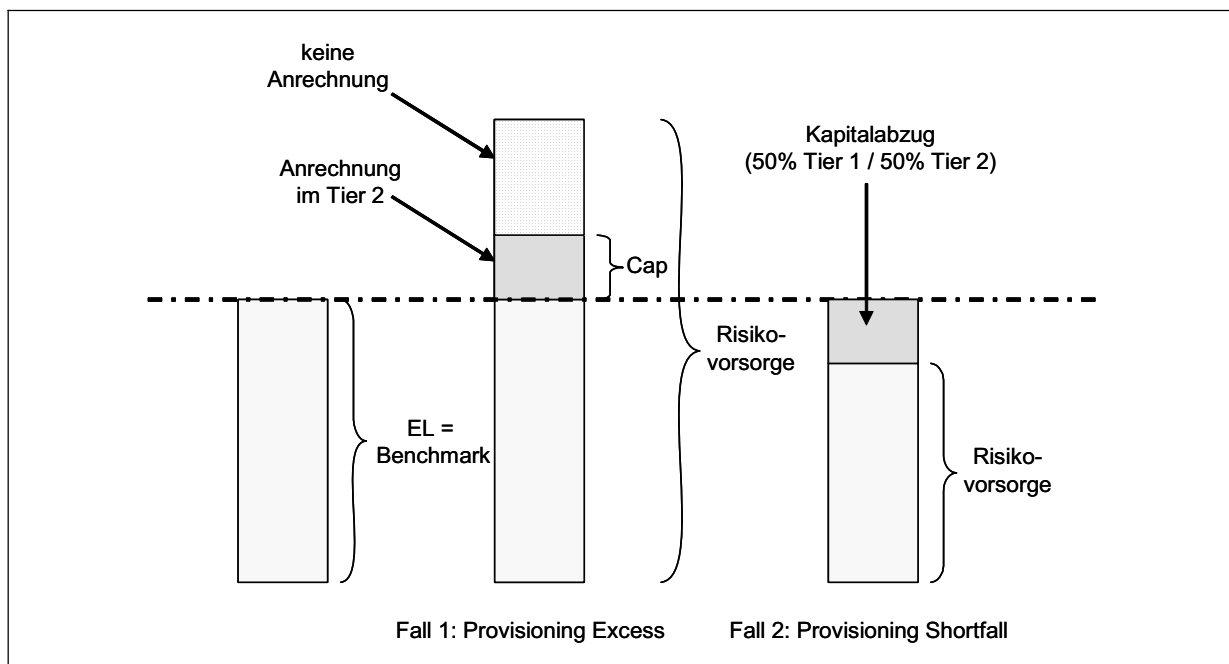 keine
Anrechnung
Anrechnung
im Tier 2
Cap
Risiko-
vorsorge
EL =
Benchmark
Kapitalabzug
(50% Tier 1 / 50% Tier 2)
Risiko-
vorsorge
Fall 1: Provisioning Excess
Fall 2: Provisioning Shortfall